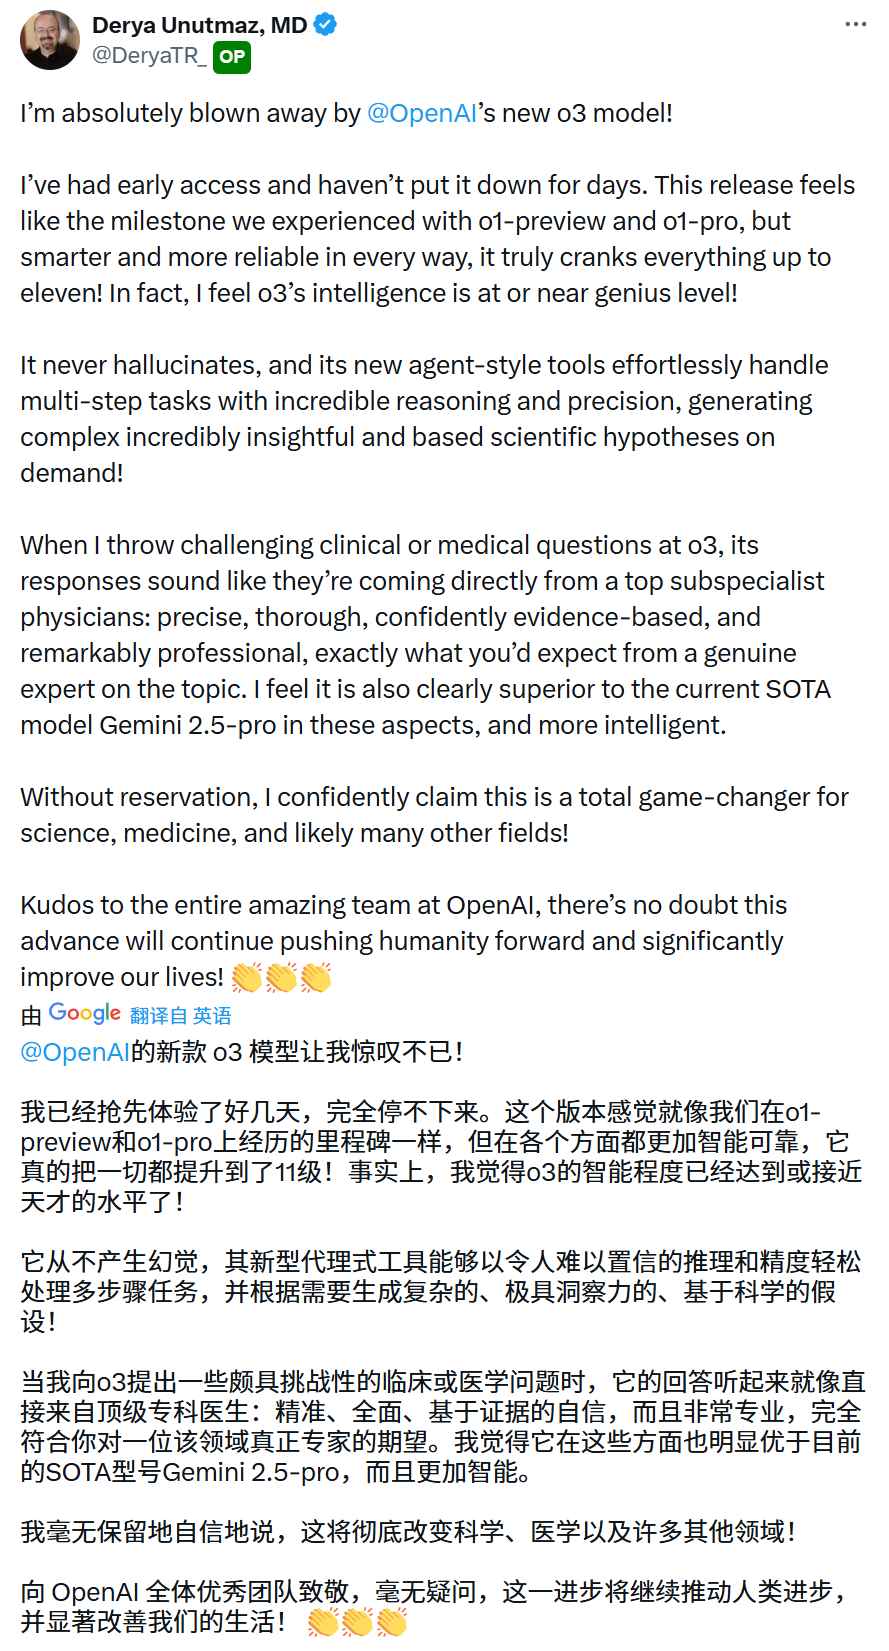 Derya Unutmaz, MD
@DeryaTR_ OP
I’m absolutely blown away by @OpenAI’s new o3 model!
I’ve had early access and haven’t put it down for days. This release feels
like the milestone we experienced with o1-preview and o1-pro, but
smarter and more reliable in every way, it truly cranks everything up to
eleven! In fact, I feel o3’s intelligence is at or near genius level!
It never hallucinates, and its new agent-style tools effortlessly handle
multi-step tasks with incredible reasoning and precision, generating
complex incredibly insightful and based scientific hypotheses on
demand!
When I throw challenging clinical or medical questions at o3, its
responses sound like they’re coming directly from a top subspecialist
physicians: precise, thorough, confidently evidence-based, and
remarkably professional, exactly what you’d expect from a genuine
expert on the topic. I feel it is also clearly superior to the current SOTA
model Gemini 2.5-pro in these aspects, and more intelligent.
Without reservation, I confidently claim this is a total game-changer for
science, medicine, and likely many other fields!
Kudos to the entire amazing team at OpenAI, there’s no doubt this
advance will continue pushing humanity forward and significantly
improve our lives! 👏👏👏
由 Google 翻译自 英语
@OpenAI的新款 o3 模型让我惊叹不已！
我已经抢先体验了好几天，完全停不下来。这个版本感觉就像我们在o1-
preview和o1-pro上经历的里程碑一样，但在各个方面都更加智能可靠，它
真的把一切都提升到了11级！事实上，我觉得o3的智能程度已经达到或接近
天才的水平了！
它从不产生幻觉，其新型代理式工具能够以令人难以置信的推理和精度轻松
处理多步骤任务，并根据需要生成复杂的、极具洞察力的、基于科学的假
设！
当我向o3提出一些颇具挑战性的临床或医学问题时，它的回答听起来就像直
接来自顶级专科医生：精准、全面、基于证据的自信，而且非常专业，完全
符合你对一位该领域真正专家的期望。我觉得它在这些方面也明显优于目前
的SOTA型号Gemini 2.5-pro，而且更加智能。
我毫无保留地自信地说，这将彻底改变科学、医学以及许多其他领域！
向 OpenAI 全体优秀团队致敬，毫无疑问，这一进步将继续推动人类进步，
并显著改善我们的生活！ 👏👏👏